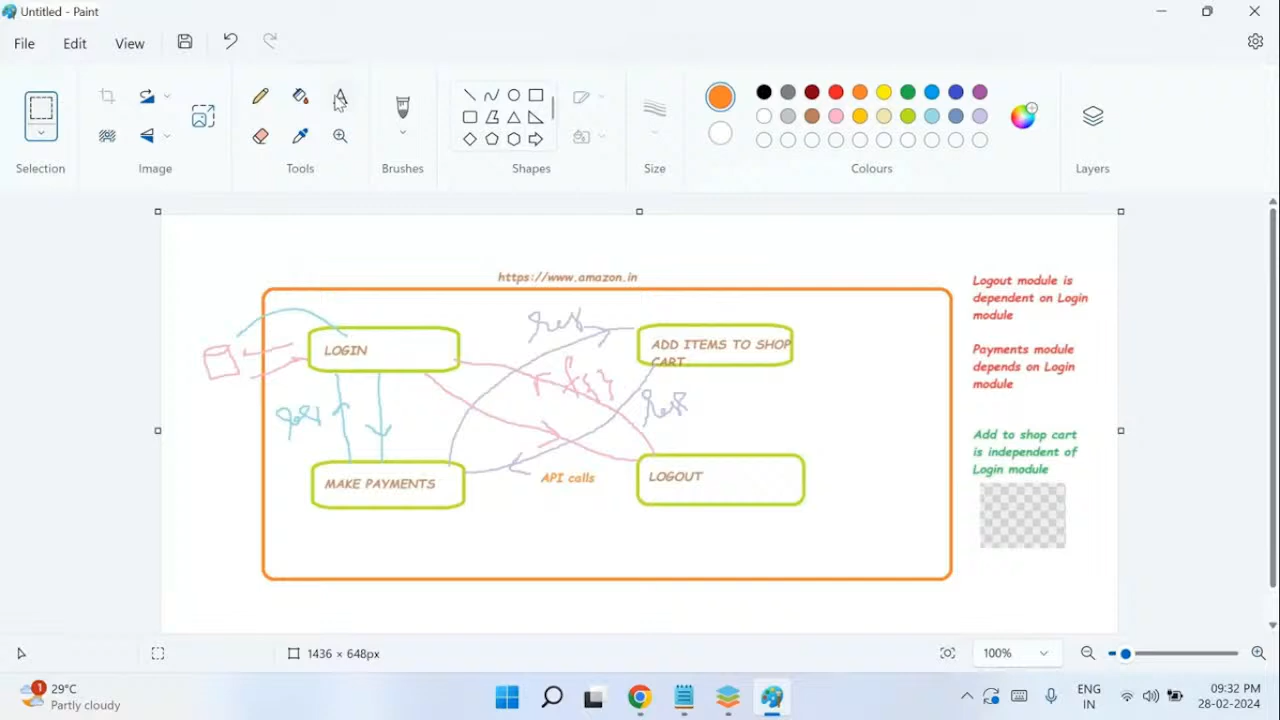 Untitled - Paint
File Edit View
Selection Image Tools Brushes Shapes Size Colours Layers
https://www.amazon.in
LOGIN
ADD ITEMS TO SHOP
CART
MAKE PAYMENTS
API calls
LOGOUT
Logout module is
dependent on Login
module
Payments module
depends on Login
module
Add to shop cart
is independent of
Login module
1436 × 648px
100%
1
29°C
Partly cloudy
ENG
IN
09:32 PM
28-02-2024